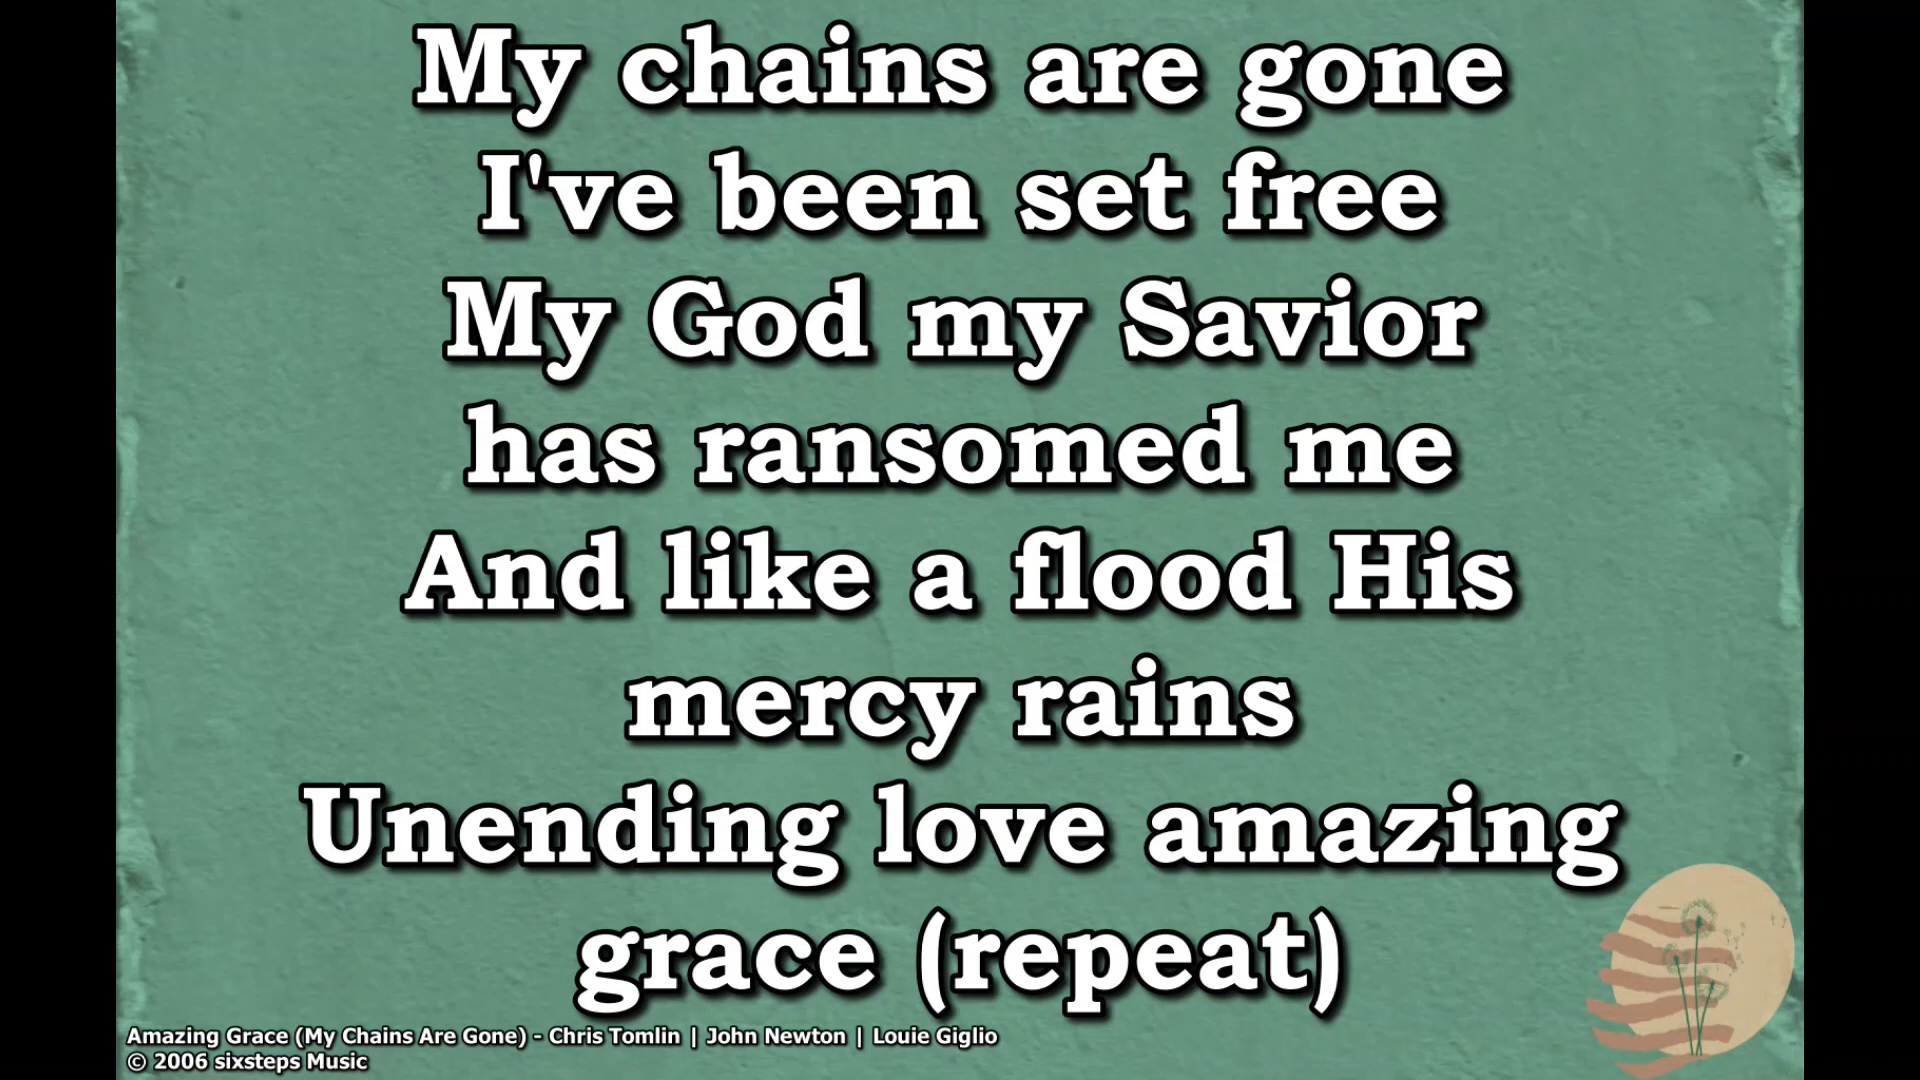 My chains are gone
I've been set free
My God my Savior
has ransomed me
And like a flood His
mercy rains
Unending love amazing
grace (repeat)
Amazing Grace (My Chains Are Gone) - Chris Tomlin | John Newton | Louie Giglio
© 2006 sixsteps Music